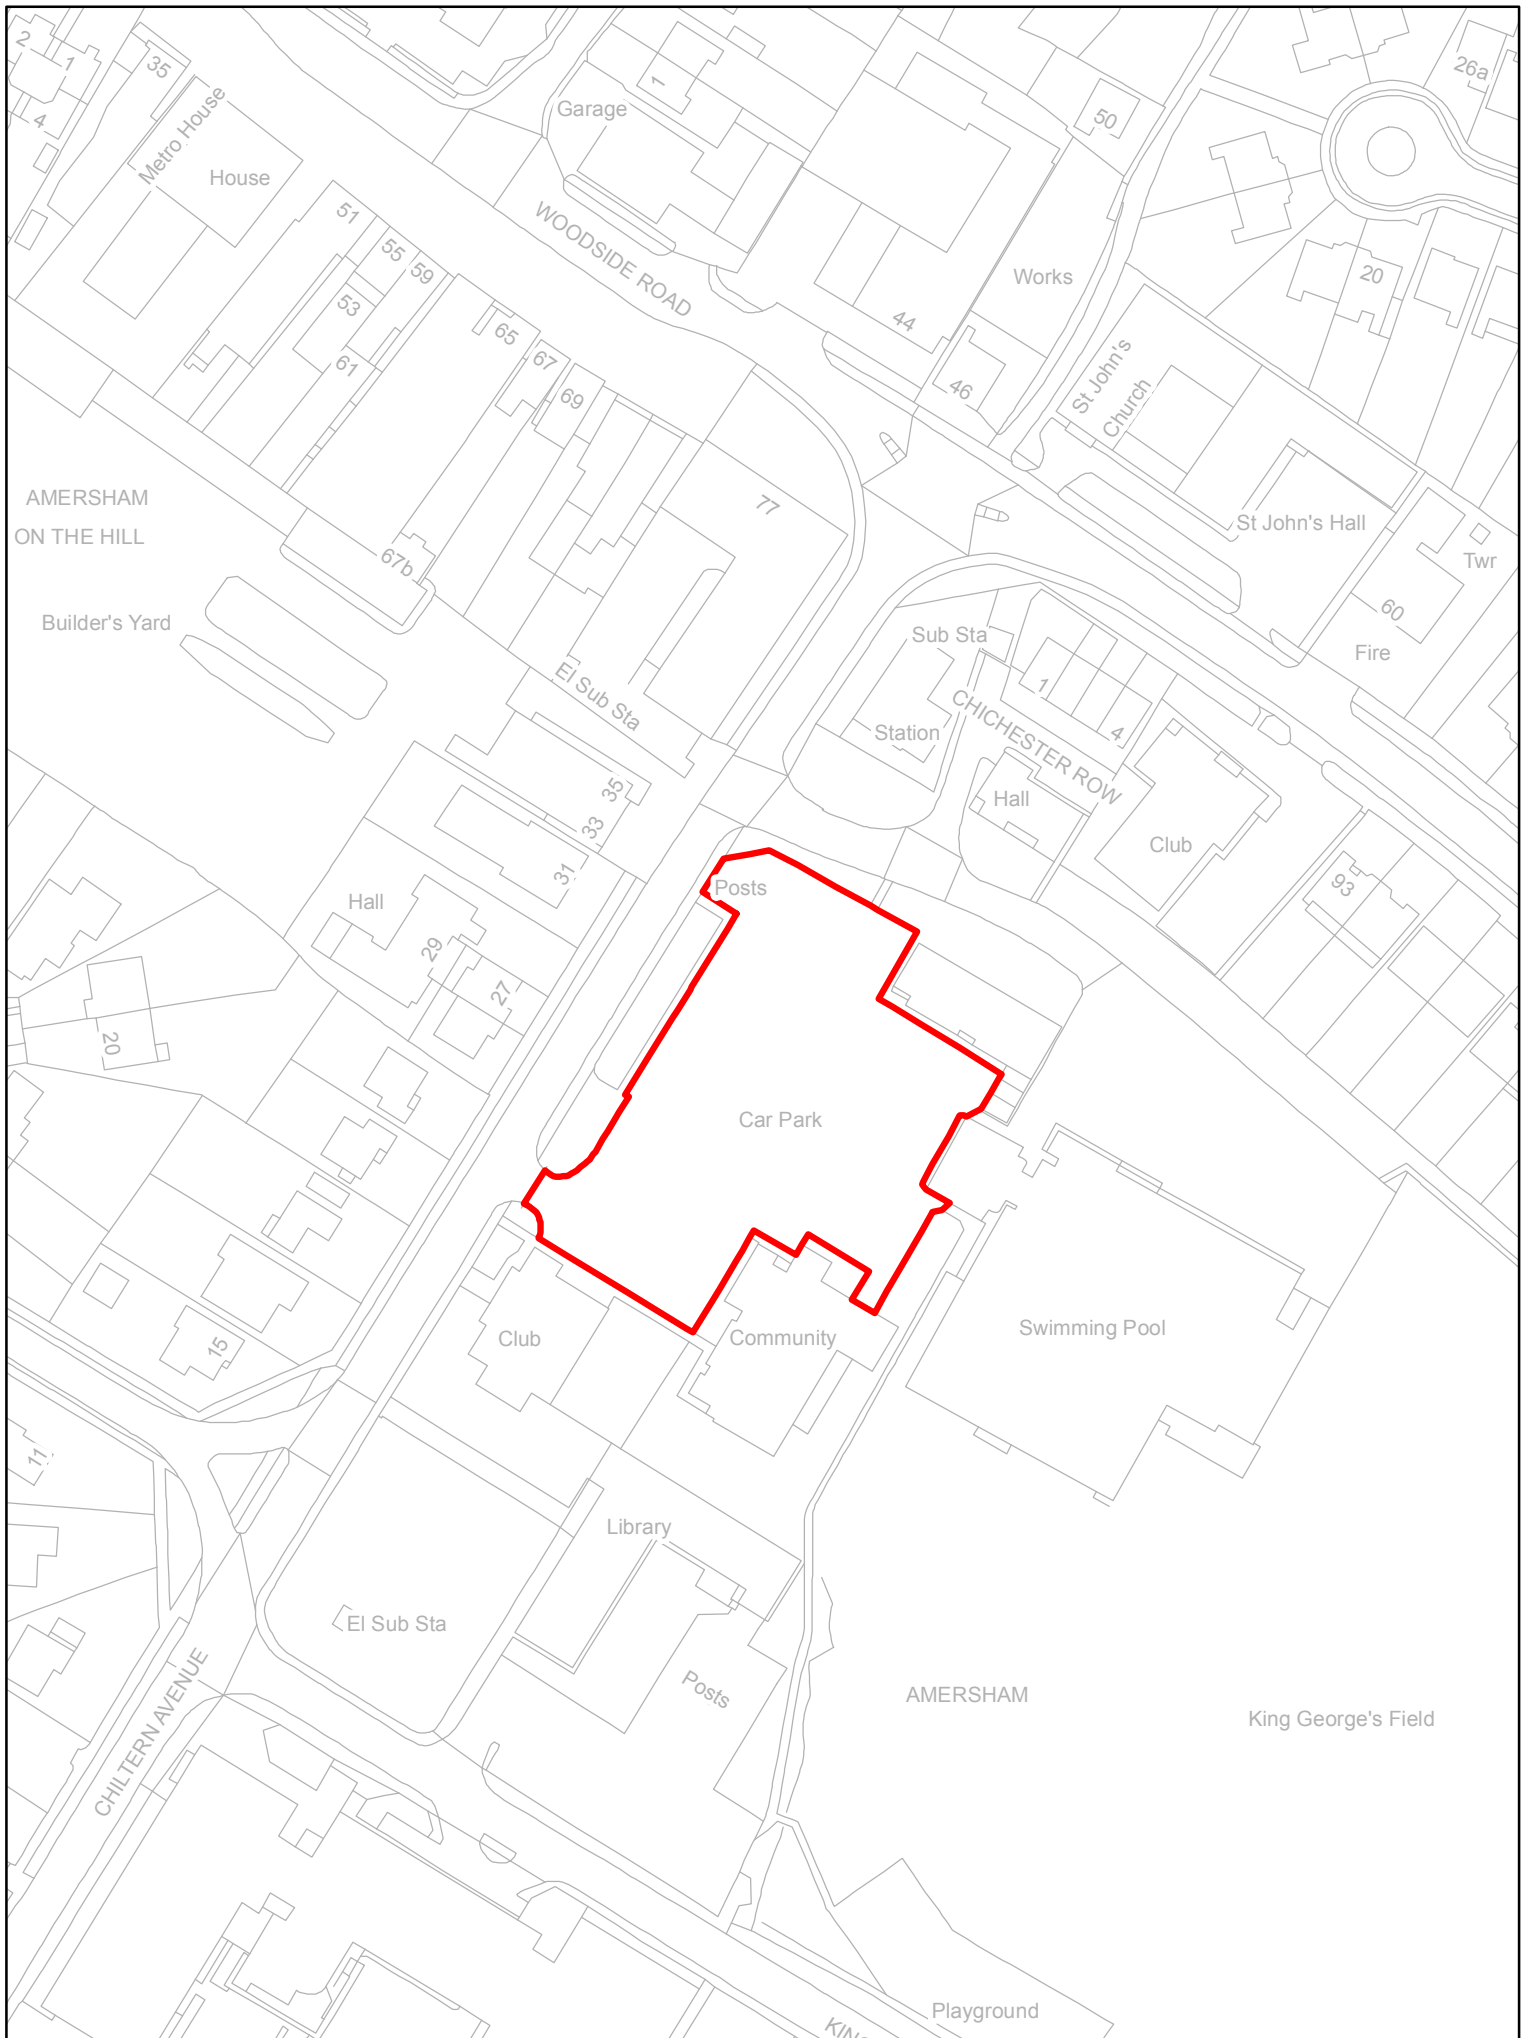 2
1
35
4
Metro House
House
Garage
1
50
26a
51
55
59
53
61
WOODSIDE ROAD
Works
20
65
67
69
44
46
St John's
Church
AMERSHAM
ON THE HILL
77
St John's Hall
Twr
67b
60
Builder's Yard
Sub Sta
Fire
El Sub Sta
1
CHICHESTER ROW
4
Station
35
33
31
Hall
Club
Posts
93
Hall
29
27
20
Car Park
Club
Community
Swimming Pool
15
11
Library
El Sub Sta
CHILTERN AVENUE
Posts
AMERSHAM
King George's Field
Playground